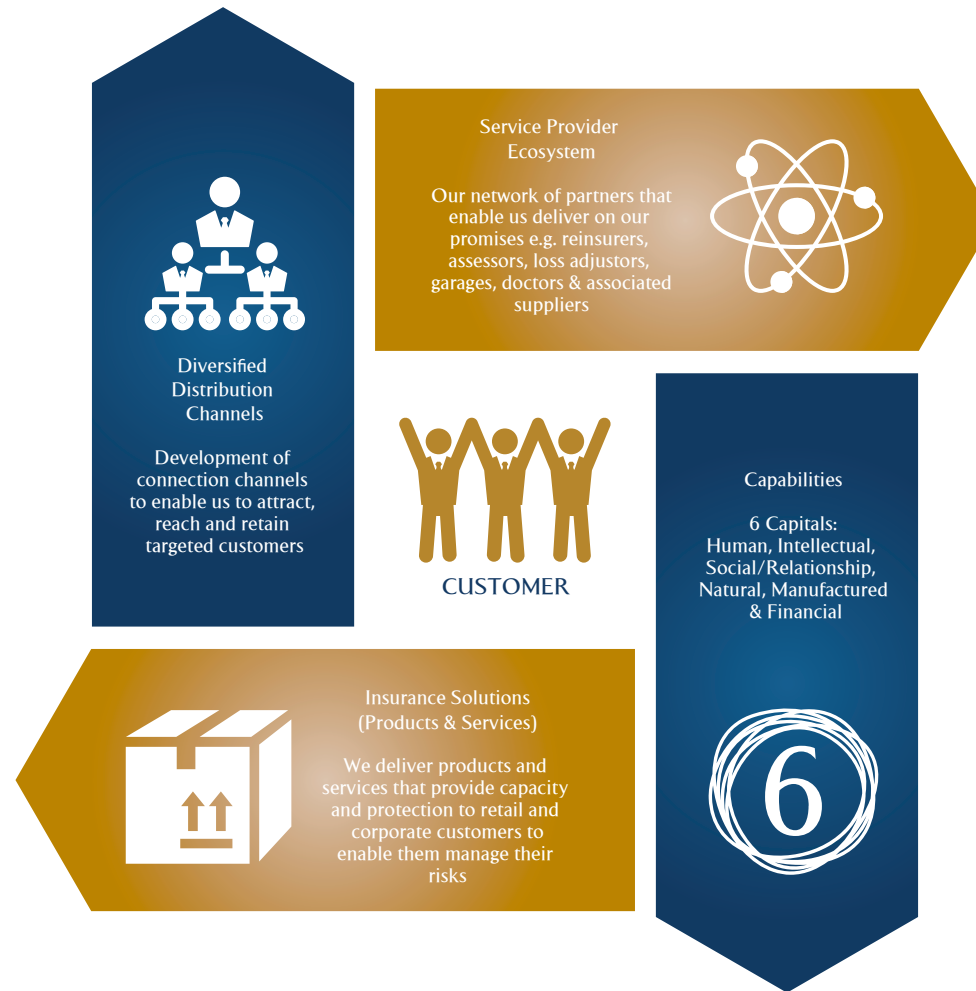 Service Provider
Ecosystem
Our network of partners that
enable us deliver on our
promises e.g. reinsurers,
assessors, loss adjustors,
garages, doctors & associated
suppliers
Diversified
Distribution
Channels
Development of
connection channels
to enable us to attract,
reach and retain
targeted customers
CUSTOMER
Capabilities
6 Capitals:
Human, Intellectual,
Social/Relationship,
Natural, Manufactured
& Financial
6
Insurance Solutions
(Products & Services)
We deliver products and
services that provide capacity
and protection to retail and
corporate customers to
enable them manage their
risks